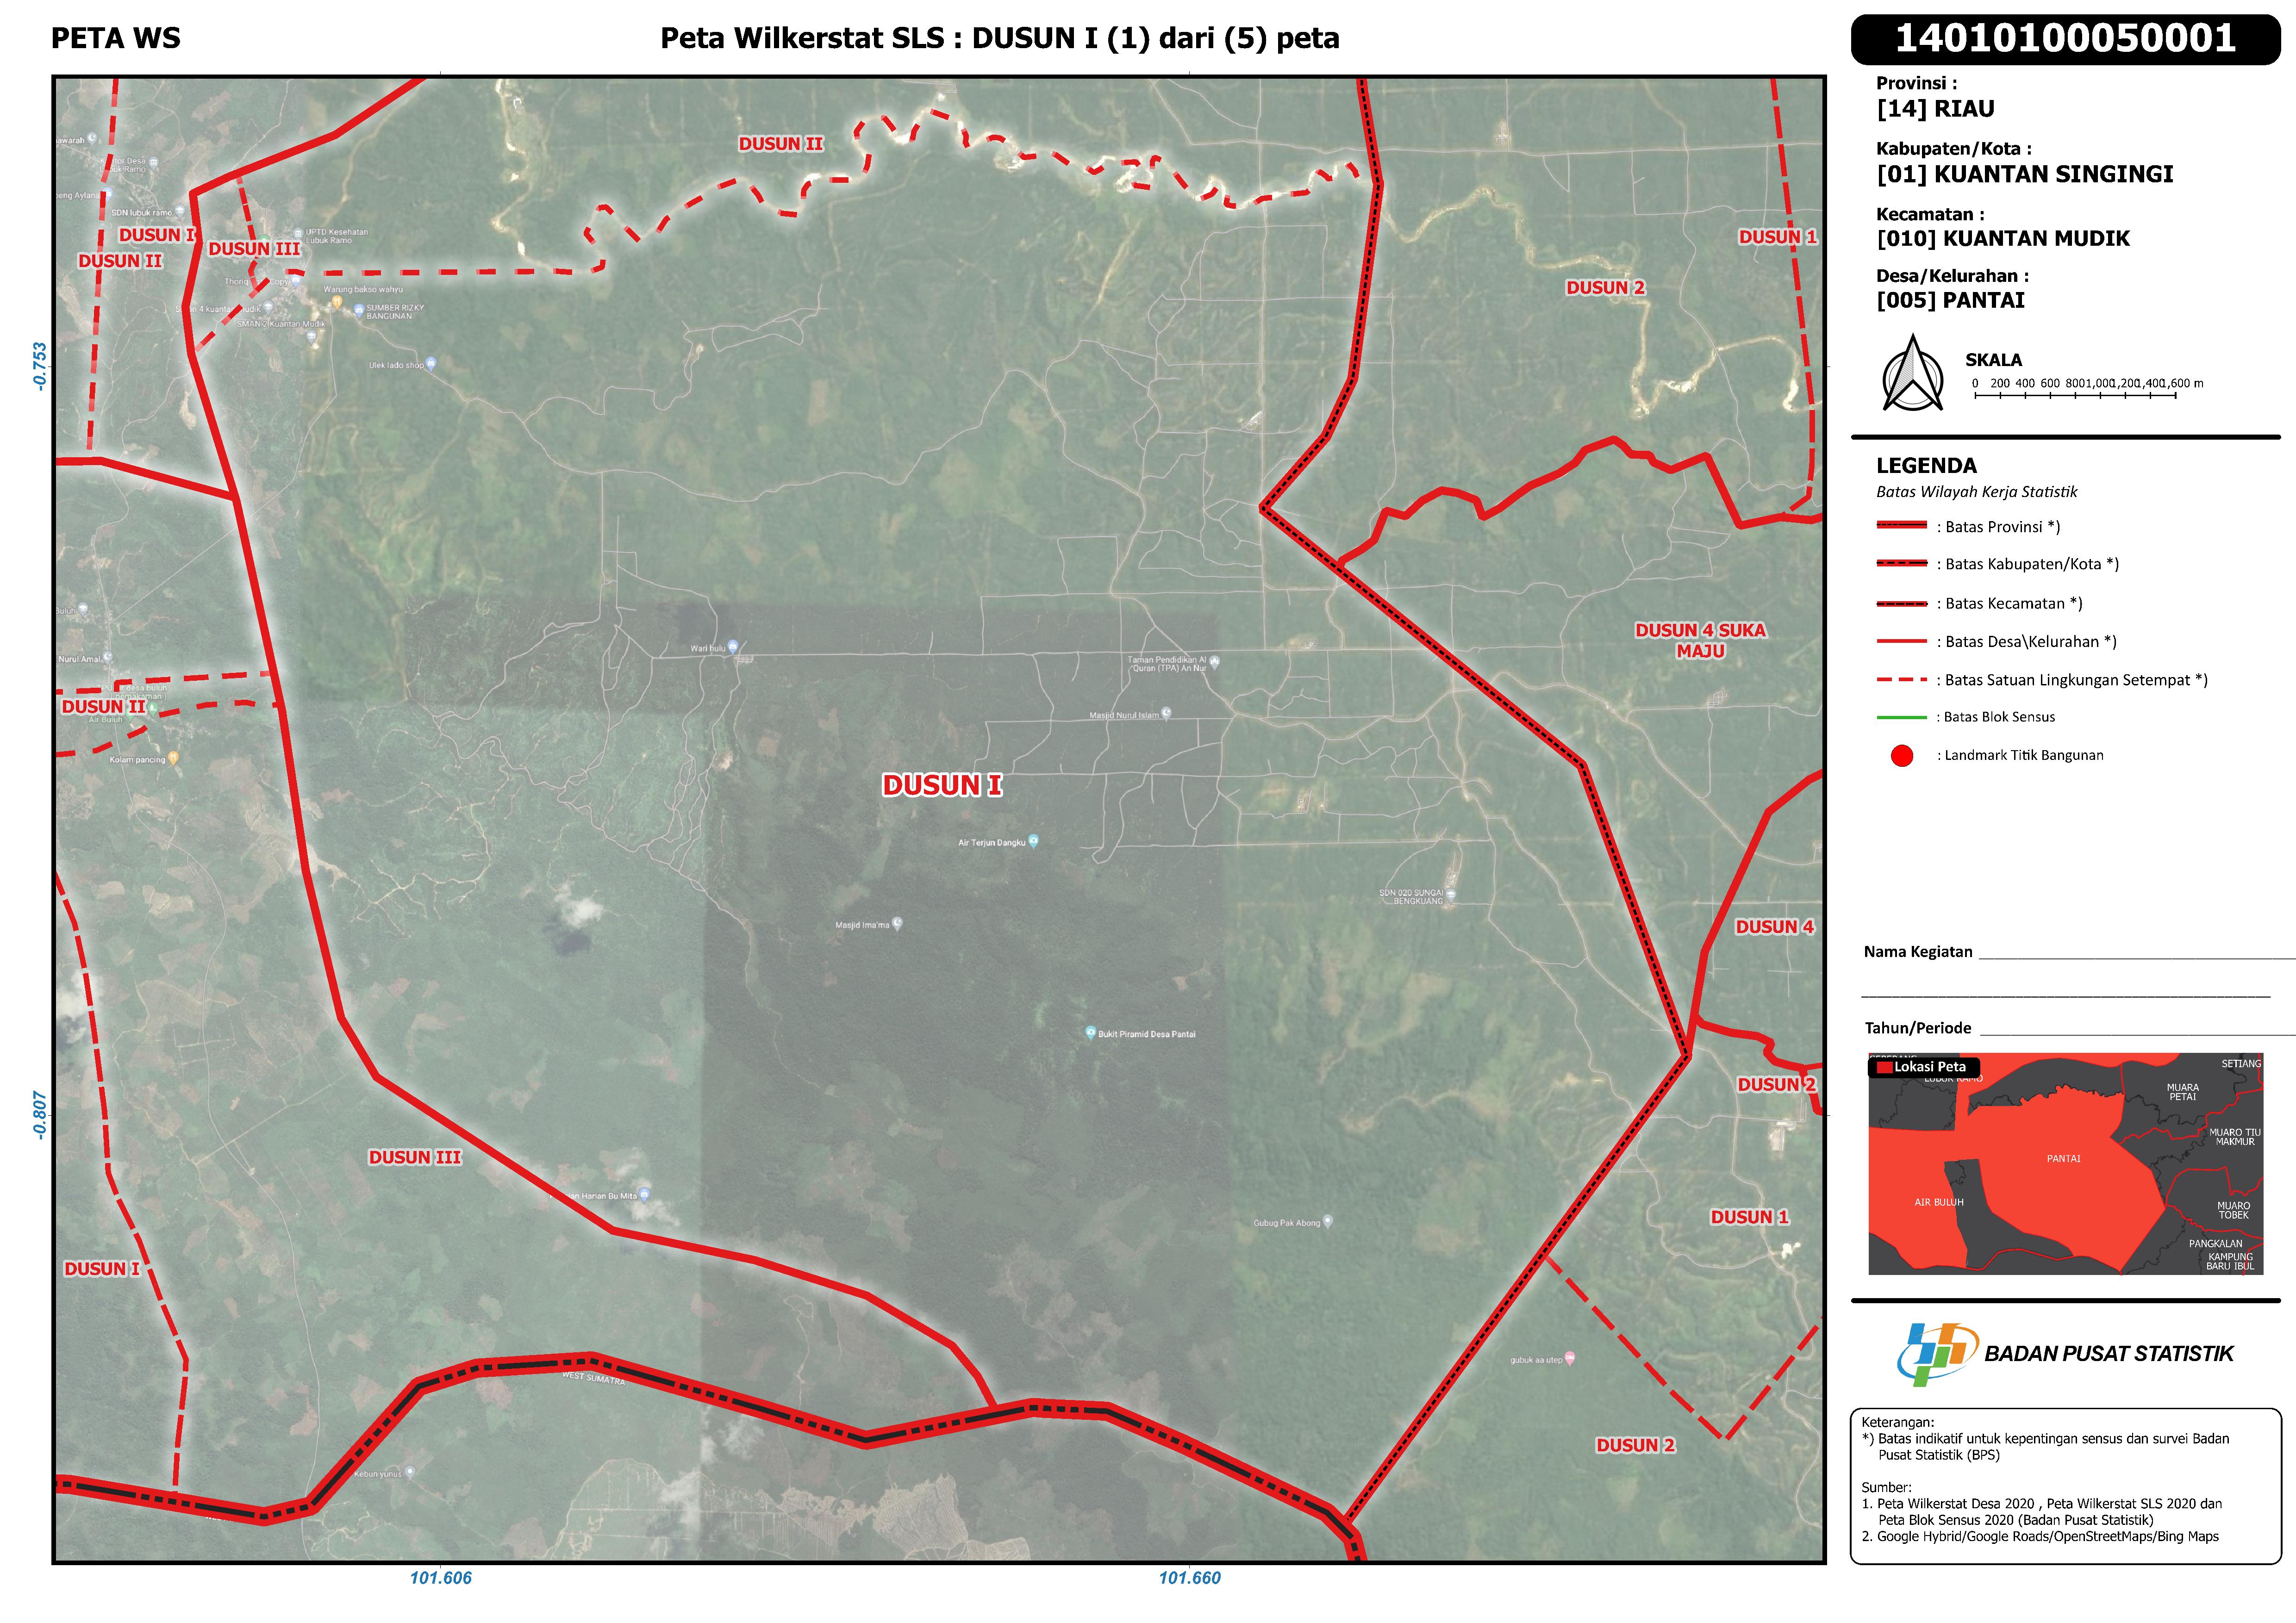 PETA WS
Peta Wilkerstat SLS : DUSUN I (1) dari (5) peta
14010100050001
Provinsi :
[14] RIAU
Kabupaten/Kota :
[01] KUANTAN SINGINGI
Kecamatan :
[010] KUANTAN MUDIK
Desa/Kelurahan :
[005] PANTAI
SKALA
0 200 400 600 800 1,000 1,200 1,400 1,600 m
LEGENDA
Batas Wilayah Kerja Statistik
: Batas Provinsi *)
: Batas Kabupaten/Kota *)
: Batas Kecamatan *)
: Batas Desa\Kelurahan *)
: Batas Satuan Lingkungan Setempat *)
: Batas Blok Sensus
: Landmark Titik Bangunan
Nama Kegiatan
Tahun/Periode
Lokasi Peta
LUBUK RAMO
SETIANG
MUARA
PETAI
MUARO TIU
MAKMUR
PANTAI
AIR BULUH
MUARO
TOBEK
PANGKALAN
KAMPUNG
BARU IBUL
BADAN PUSAT STATISTIK
Keterangan:
*) Batas indikatif untuk kepentingan sensus dan survei Badan
Pusat Statistik (BPS)
Sumber:
1. Peta Wilkerstat Desa 2020 , Peta Wilkerstat SLS 2020 dan
Peta Blok Sensus 2020 (Badan Pusat Statistik)
2. Google Hybrid/Google Roads/OpenStreetMaps/Bing Maps
-0.753
-0.807
101.606
101.660
DUSUN II
Desa
Lubuk Ramo
SDN lubuk ramo
DUSUN I
DUSUN III
DUSUN II
UPTD Kesehatan
Lubuk Ramo
Warung bakso wahyu
SUMBER RIZKY
BANGUNAN
SMAN 2 Kuantan Mudik
Ulek lado shop
DUSUN 1
DUSUN 2
DUSUN 4 SUKA
MAJU
Wari hulu
Taman Pendidikan Al
Quran (TPA) An Nur
Masjid Nurul Islam
Nurul Amal
DUSUN II
Air Buluh
Kolam pancing
DUSUN I
Air Terjun Dangku
SDN 020 SUNGAI
BENGKUANG
Masjid Ima'ma
DUSUN 4
Bukit Piramid Desa Pantai
DUSUN 2
DUSUN III
Harian Bu Mita
Gubug Pak Abong
DUSUN 1
DUSUN I
gubuk aa utep
WEST SUMATRA
DUSUN 2
Kebun yunus